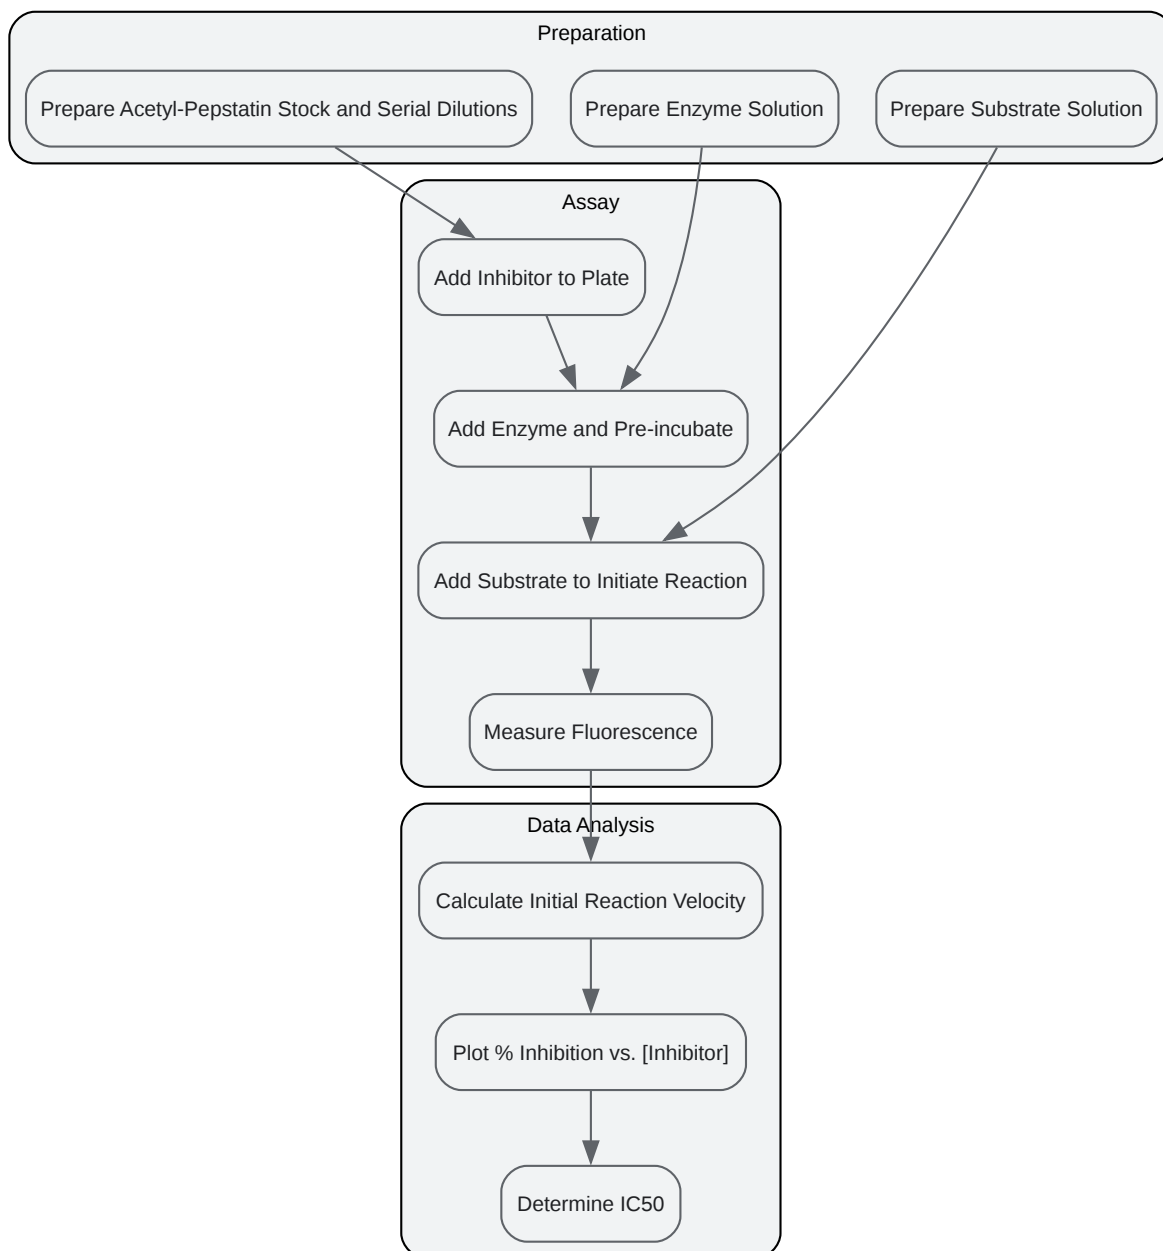 Preparation
Prepare Acetyl-Pepstatin Stock and Serial Dilutions
Prepare Enzyme Solution
Prepare Substrate Solution
Assay
Add Inhibitor to Plate
Add Enzyme and Pre-incubate
Add Substrate to Initiate Reaction
Measure Fluorescence
Data Analysis
Calculate Initial Reaction Velocity
Plot % Inhibition vs. [Inhibitor]
Determine IC50